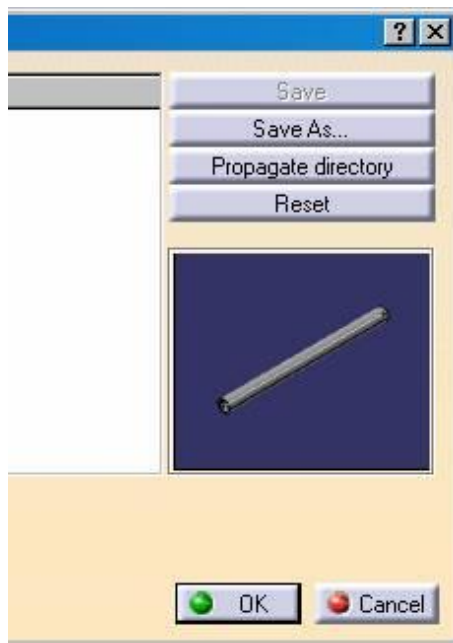 ?
Save
Save As...
Propagate directory
Reset
OK
Cancel